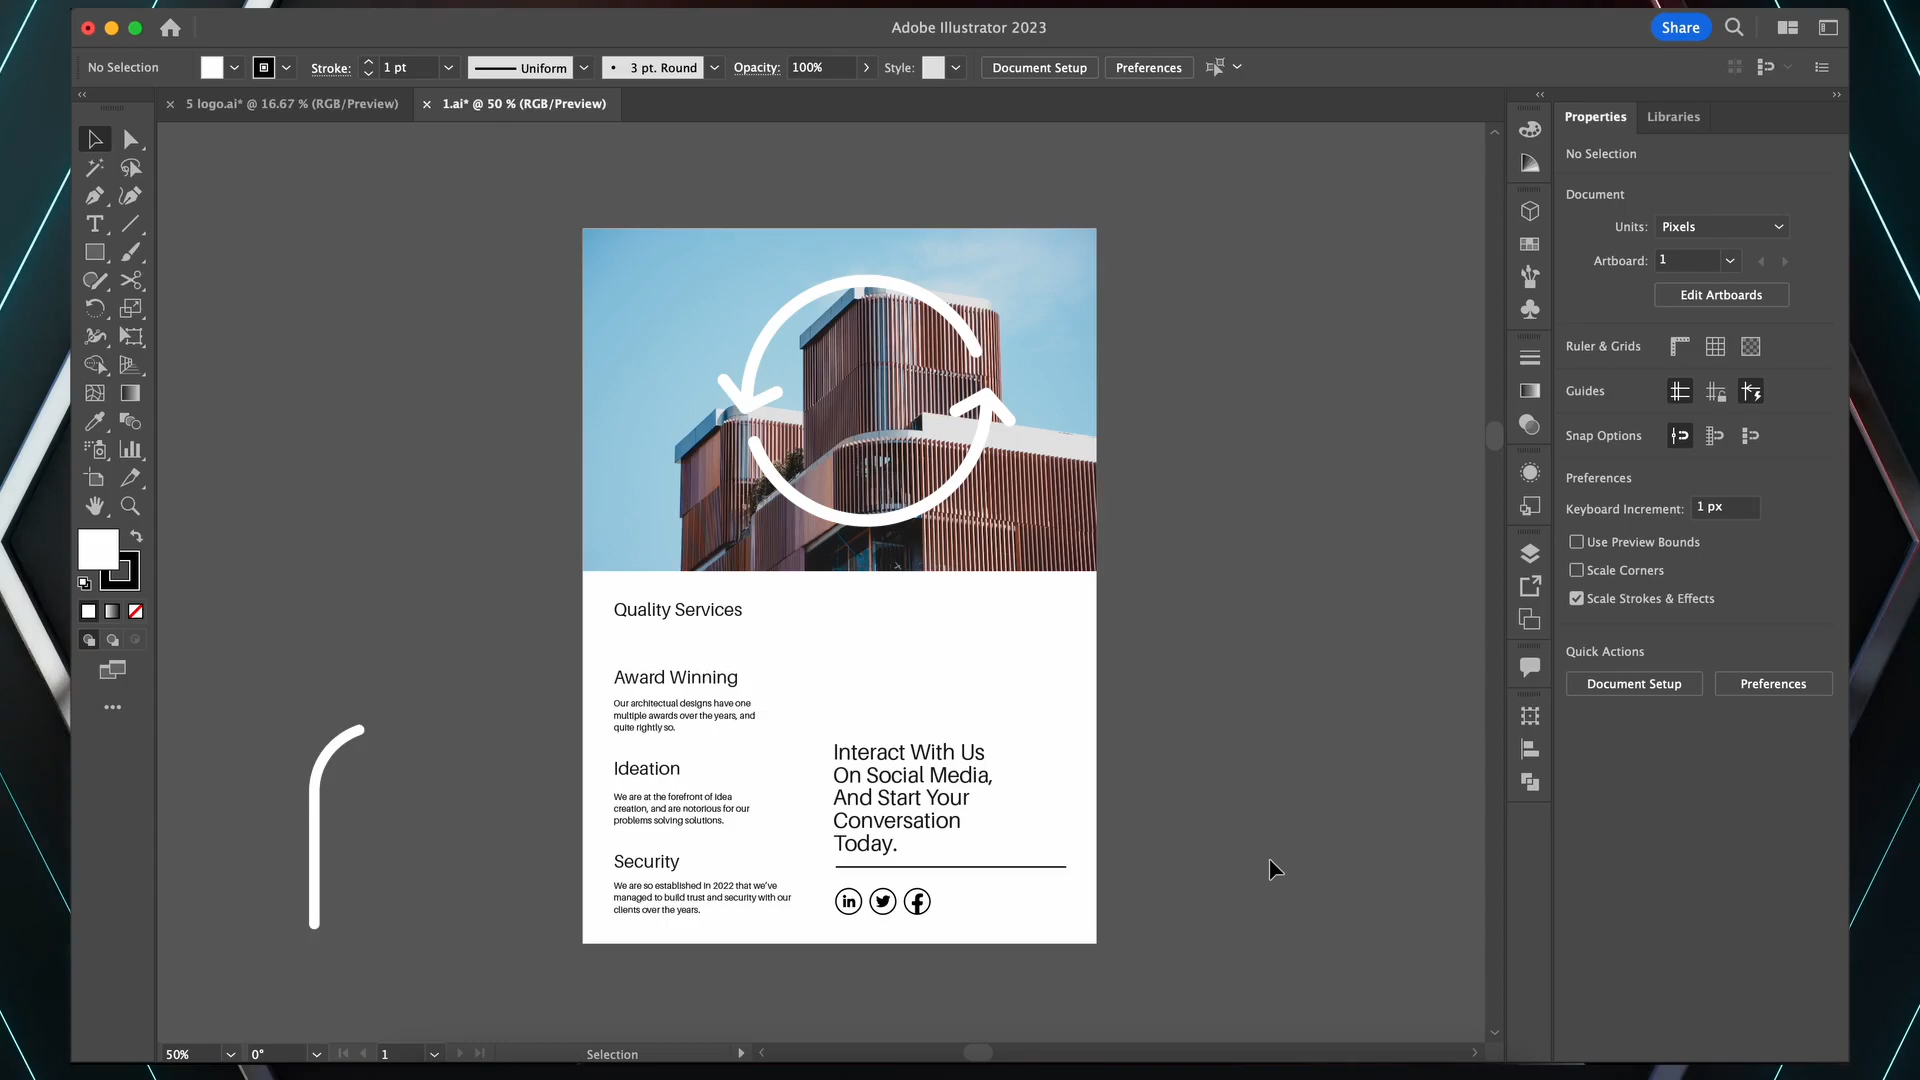 Adobe Illustrator 2023
Share
No Selection
Stroke:
1 pt
Uniform
3 pt. Round
Opacity:
100%
Style:
Document Setup
Preferences
5 logo.ai* @ 16.67 % (RGB/Preview)
1.ai* @ 50 % (RGB/Preview)
Properties
Libraries
No Selection
Document
Units:
Pixels
Artboard:
1
Edit Artboards
Ruler & Grids
Guides
Snap Options
Preferences
Keyboard Increment:
1 px
Use Preview Bounds
Scale Corners
Scale Strokes & Effects
Quick Actions
Document Setup
Preferences
Quality Services
Award Winning
Our architectual designs have one
multiple awards over the years, and
quite rightly so.
Ideation
We are at the forefront of idea
creation, and are notorious for our
problems solving solutions.
Security
We are so established in 2022 that we've
managed to build trust and security with our
clients over the years.
Interact With Us
On Social Media,
And Start Your
Conversation
Today.
in
50%
0°
1
Selection